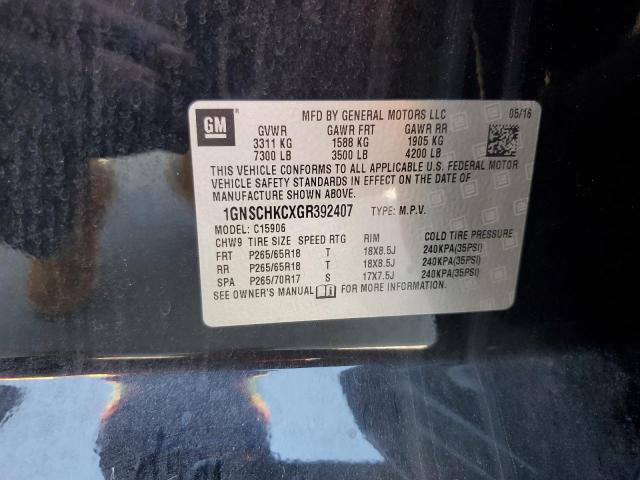 GM
MFD BY GENERAL MOTORS LLC 05/16
GVWR GAWR FRT GAWR RR
3311 KG 1588 KG 1905 KG
7300 LB 3500 LB 4200 LB
THIS VEHICLE CONFORMS TO ALL APPLICABLE U.S. FEDERAL MOTOR
VEHICLE SAFETY STANDARDS IN EFFECT ON THE DATE OF
MANUFACTURE SHOWN ABOVE.
1GNSCHKCXGR392407 TYPE: M.P.V.
MODEL: C15906
CHW9 TIRE SIZE SPEED RTG RIM COLD TIRE PRESSURE
FRT P265/65R18 T 18X8.5J 240KPA(35PSI)
RR P265/65R18 T 18X8.5J 240KPA(35PSI)
SPA P265/70R17 S 17X7.5J 240KPA(35PSI)
SEE OWNER'S MANUAL FOR MORE INFORMATION.